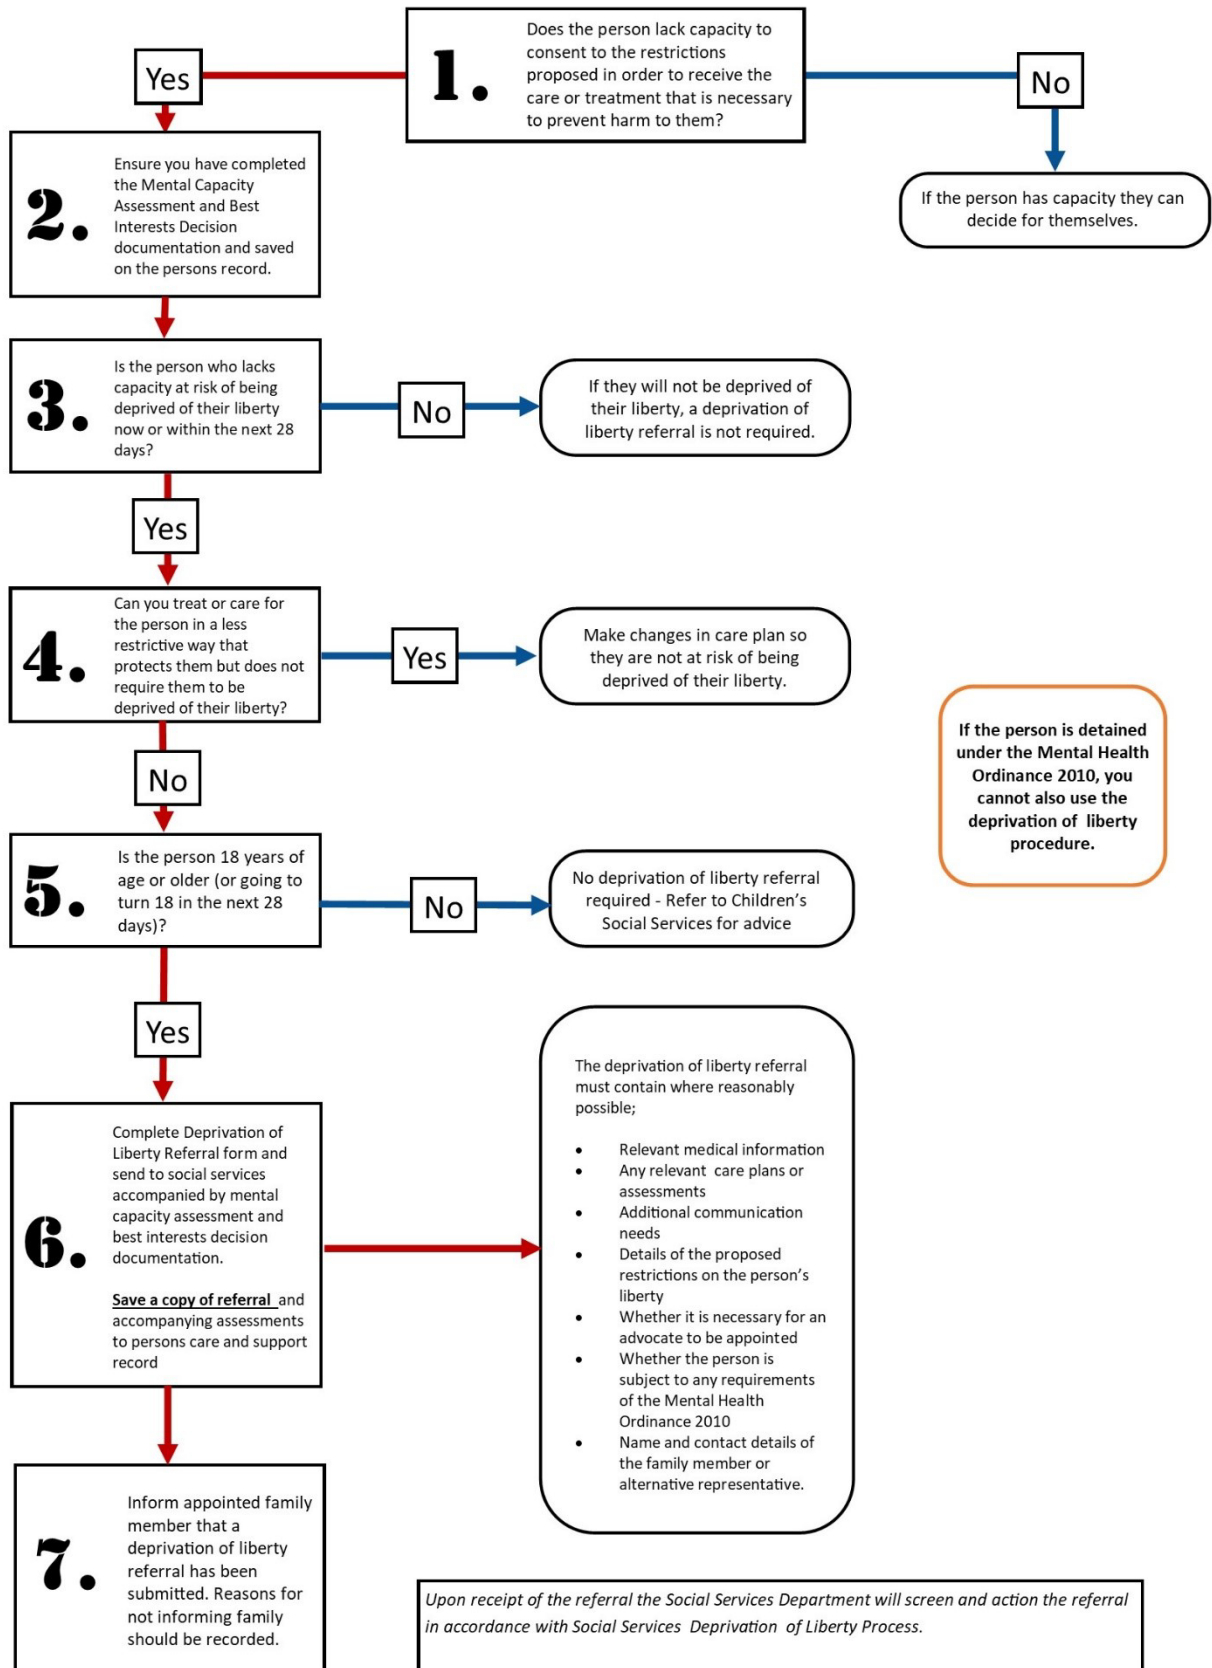 1.
Does the person lack capacity to
consent to the restrictions
proposed in order to receive the
care or treatment that is necessary
to prevent harm to them?
Yes
No
If the person has capacity they can
decide for themselves.
2.
Ensure you have completed
the Mental Capacity
Assessment and Best
Interests Decision
documentation and saved
on the persons record.
3.
Is the person who lacks
capacity at risk of being
deprived of their liberty
now or within the next 28
days?
No
If they will not be deprived of
their liberty, a deprivation of
liberty referral is not required.
Yes
4.
Can you treat or care for
the person in a less
restrictive way that
protects them but does not
require them to be
deprived of their liberty?
Yes
Make changes in care plan so
they are not at risk of being
deprived of their liberty.
If the person is detained
under the Mental Health
Ordinance 2010, you
cannot also use the
deprivation of liberty
procedure.
No
5.
Is the person 18 years of
age or older (or going to
turn 18 in the next 28
days)?
No
No deprivation of liberty referral
required - Refer to Children’s
Social Services for advice
Yes
6.
Complete Deprivation of
Liberty Referral form and
send to social services
accompanied by mental
capacity assessment and
best interests decision
documentation.
Save a copy of referral and
accompanying assessments
to persons care and support
record
The deprivation of liberty referral
must contain where reasonably
possible;
• Relevant medical information
• Any relevant care plans or
assessments
• Additional communication
needs
• Details of the proposed
restrictions on the person’s
liberty
• Whether it is necessary for an
advocate to be appointed
• Whether the person is
subject to any requirements
of the Mental Health
Ordinance 2010
• Name and contact details of
the family member or
alternative representative.
7.
Inform appointed family
member that a
deprivation of liberty
referral has been
submitted. Reasons for
not informing family
should be recorded.
Upon receipt of the referral the Social Services Department will screen and action the referral
in accordance with Social Services Deprivation of Liberty Process.